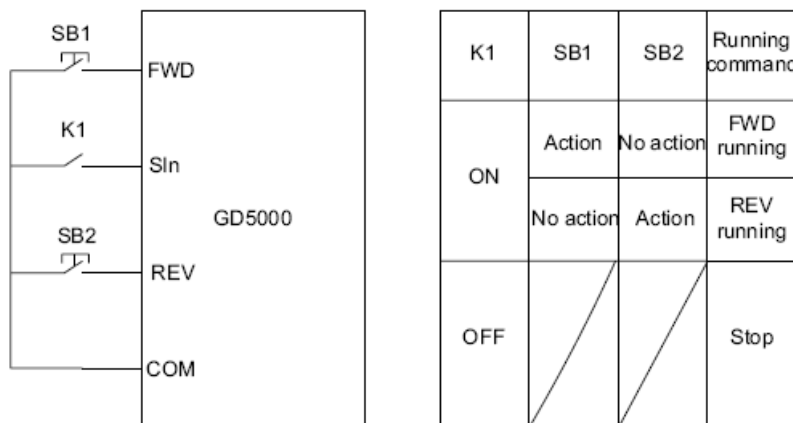 SB1
FWD
K1
SIn
GD5000
SB2
REV
COM
K1 SB1 SB2 Running command
ON
Action No action FWD running
No action Action REV running
OFF Stop